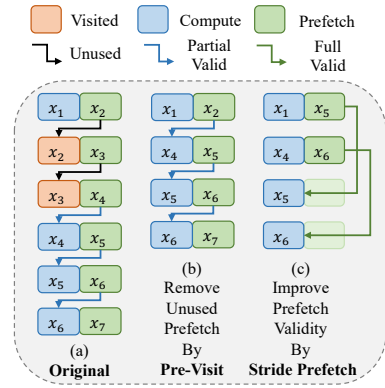 Visited Compute Prefetch
Unused Partial Valid Full Valid
x₁ x₂
x₂ x₃
x₃ x₄
x₄ x₅
x₅ x₆
x₆ x₇
(a)
Original
x₁ x₂
x₄ x₅
x₅ x₆
x₆ x₇
(b)
Remove
Unused
Prefetch
By
Pre-Visit
x₁ x₅
x₄ x₆
x₅
x₆
(c)
Improve
Prefetch
Validity
By
Stride Prefetch